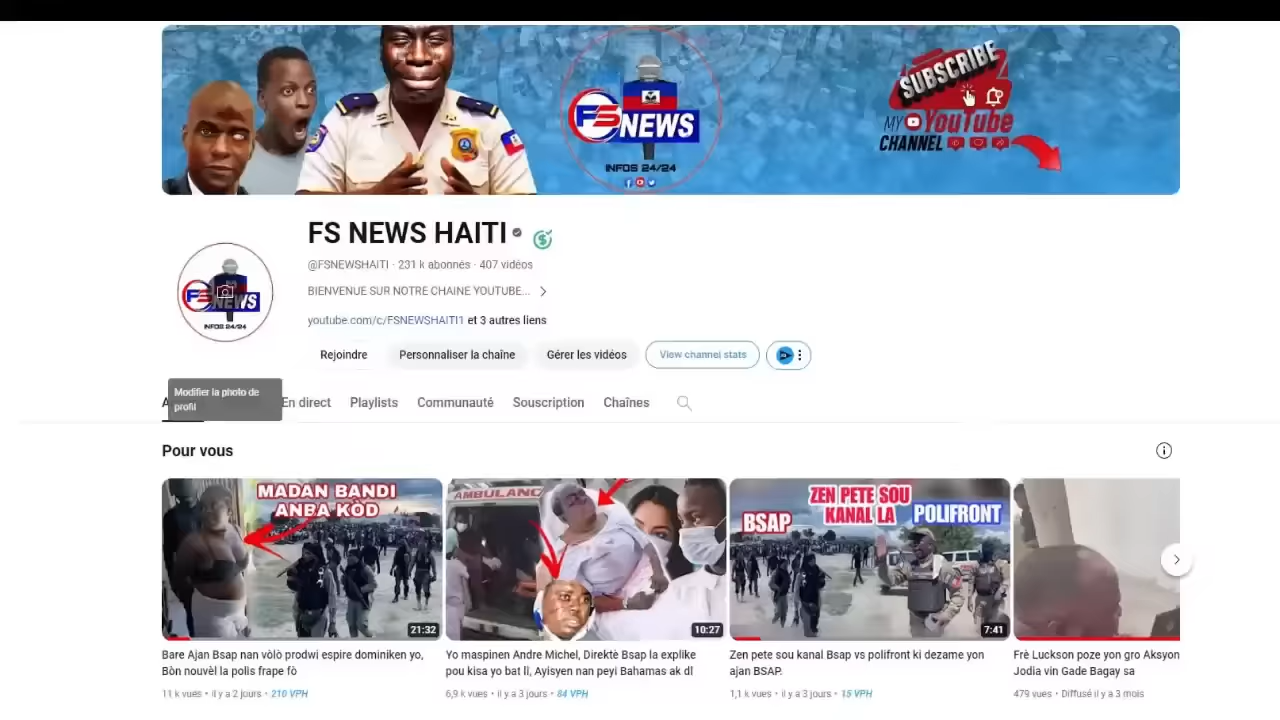 FS NEWS
INFOS 24/24
SUBSCRIBE
MY YouTube
CHANNEL
FS NEWS HAITI
@FSNEWSHAITI · 231 k abonnés · 407 vidéos
BIENVENUE SUR NOTRE CHAINE YOUTUBE...
youtube.com/c/FSNEWSHAITI1 et 3 autres liens
FS NEWS
INFOS 24/24
Rejoindre
Personnaliser la chaîne
Gérer les vidéos
View channel stats
Modifier la photo de
profil
A
En direct
Playlists
Communauté
Souscription
Chaînes
Pour vous
MADAN BANDI
ANBA KÒD
21:32
AMBULANC
10:27
ZEN PETE SOU
KANAL LA
BSAP
POLIFRONT
7:41
Bare Ajan Bsap nan vòlò prodwi espire dominiken yo,
Bòn nouvèl la polis frape fò
11 k vues • il y a 2 jours • 210 VPH
Yo maspinen Andre Michel, Direktè Bsap la eksplike
pou kisa yo bat li, Ayisyen nan peyi Bahamas ak dl
6,9 k vues • il y a 3 jours • 84 VPH
Zen pete sou kanal Bsap vs polifront ki dezame yon
ajan BSAP.
1,1 k vues • il y a 3 jours • 15 VPH
Frè Luckson poze yon gro Aksyon
Jodia vin Gade Bagay sa
479 vues • Diffusé il y a 3 mois